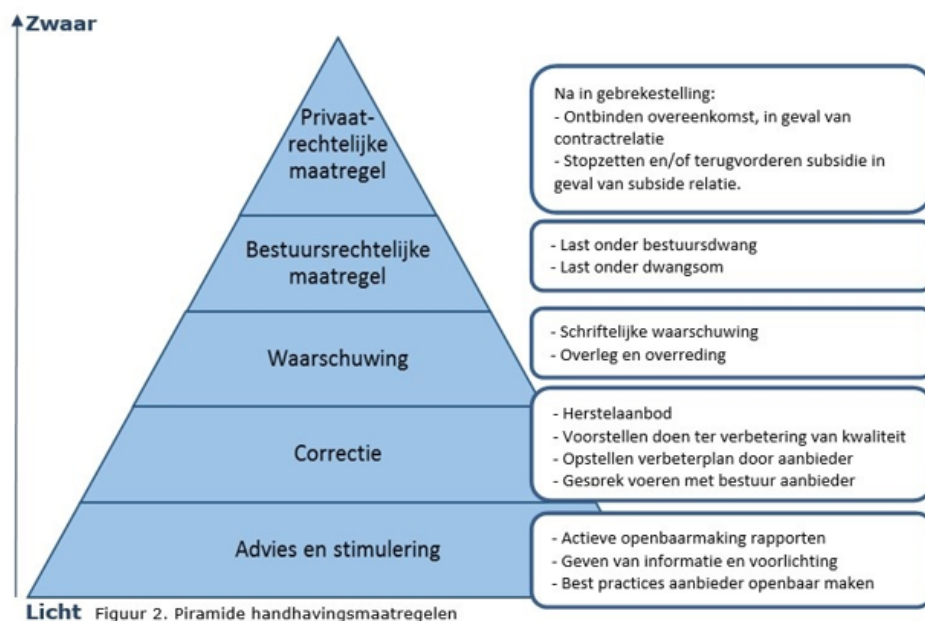 Zwaar
Privaat-
rechtelijke
maatregel
Na in gebrekestelling:
- Ontbinden overeenkomst, in geval van
contractrelatie
- Stopzetten en/of terugvorderen subsidie in
geval van subside relatie.
Bestuursrechtelijke
maatregel
- Last onder bestuursdwang
- Last onder dwangsom
Waarschuwing
- Schriftelijke waarschuwing
- Overleg en overreding
Correctie
- Herstelaanbod
- Voorstellen doen ter verbetering van kwaliteit
- Opstellen verbeterplan door aanbieder
- Gesprek voeren met bestuur aanbieder
Advies en stimulering
- Actieve openbaarmaking rapporten
- Geven van informatie en voorlichting
- Best practices aanbieder openbaar maken
Licht Figuur 2. Piramide handhavingsmaatregelen